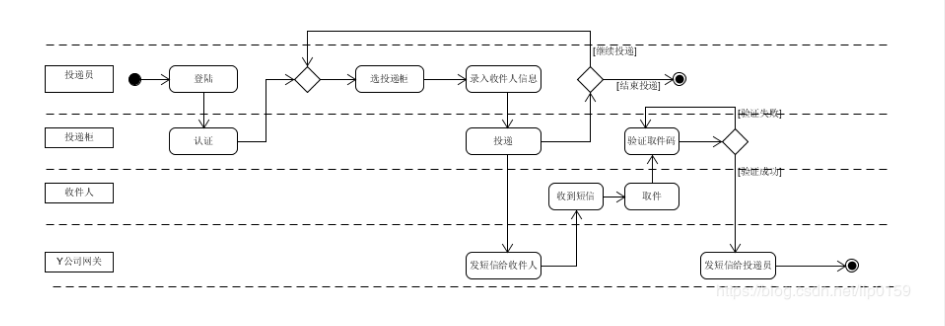 [继续投递]
投递员
登陆
选投递柜
录入收件人信息
[结束投递]
[验证失败]
投递柜
认证
投递
验证取件码
[验证成功]
收件人
收到短信
取件
Y公司网关
发短信给收件人
发短信给投递员
https://blog.csdn.net/lipu159